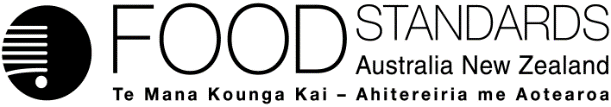 FOOD STANDARDS
Australia New Zealand
Te Mana Kounga Kai – Ahitereiria me Aotearoa